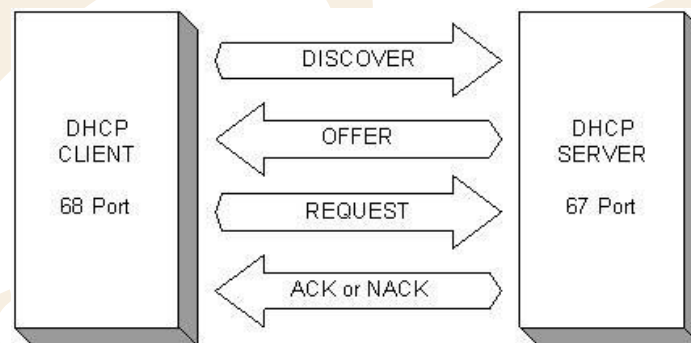 DHCP
CLIENT
68 Port
DISCOVER
OFFER
REQUEST
ACK or NACK
DHCP
SERVER
67 Port